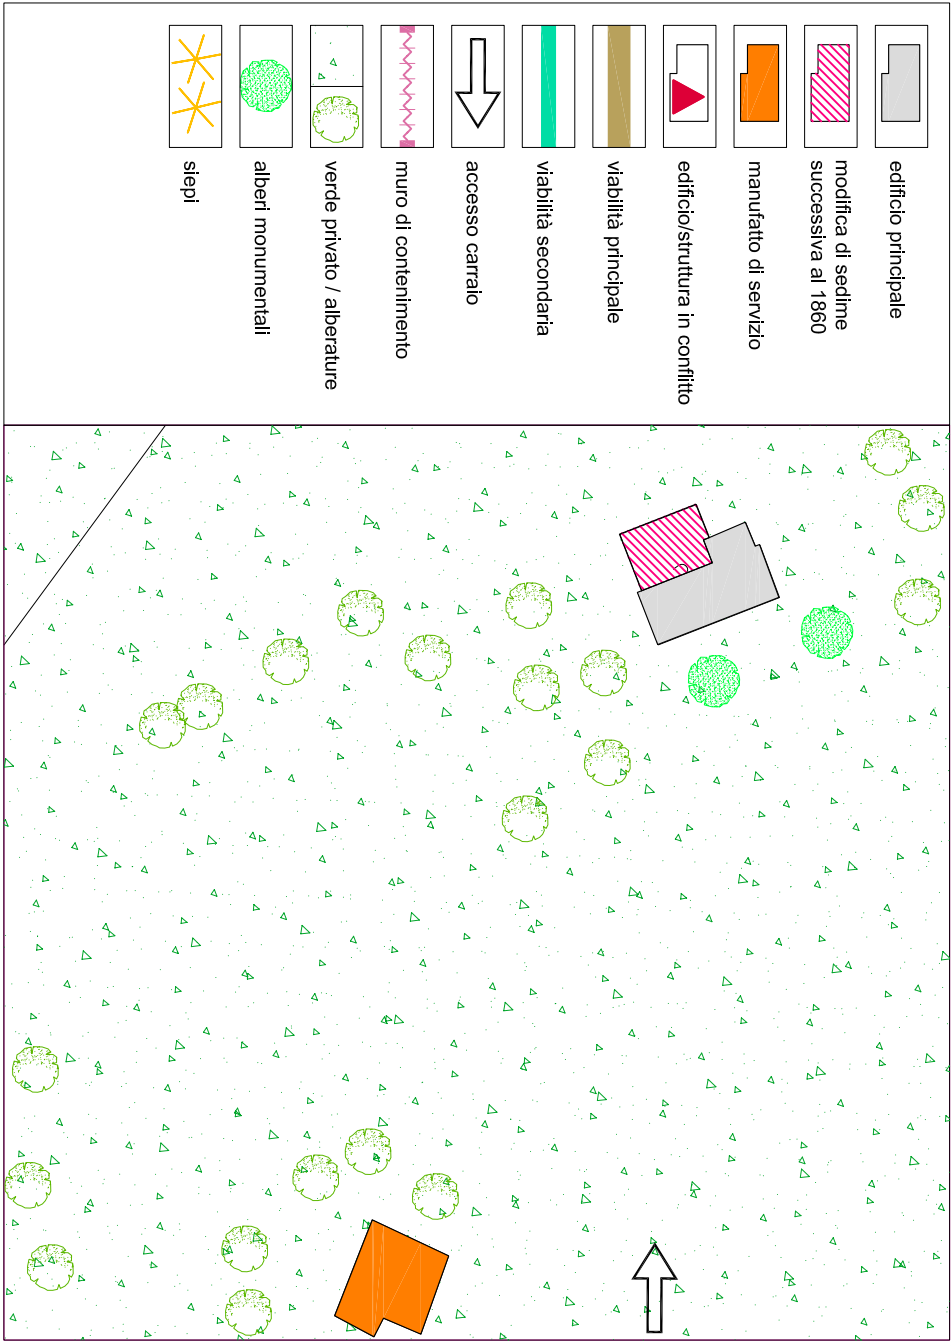 edificio principale
modifica di sedime
successiva al 1860
manufatto di servizio
edificio/struttura in conflitto
viabilità principale
viabilità secondaria
accesso carraio
muro di contenimento
verde privato / alberature
alberi monumentali
siepi